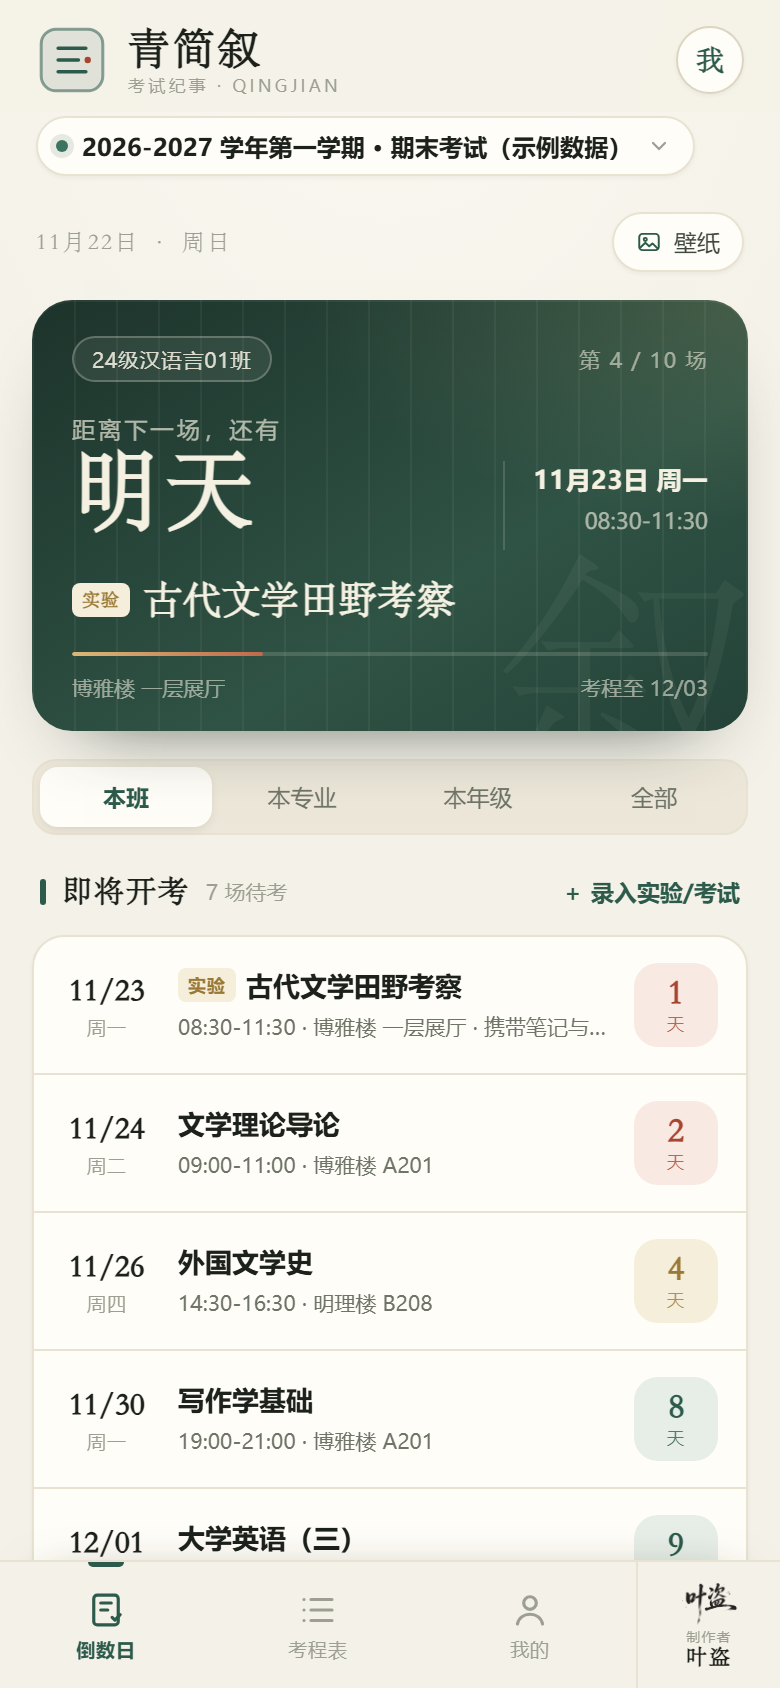 青简叙
考试纪事 · QINGJIAN
我
2026-2027 学年第一学期 • 期末考试（示例数据）
11月22日 · 周日
壁纸
24级汉语言01班
第 4 / 10 场
距离下一场，还有
明天
11月23日 周一
08:30-11:30
实验 古代文学田野考察
叙
博雅楼 一层展厅
考程至 12/03
本班
本专业
本年级
全部
即将开考 7 场待考
+ 录入实验/考试
11/23
周一
实验 古代文学田野考察
08:30-11:30 · 博雅楼 一层展厅 · 携带笔记与...
1
天
11/24
周二
文学理论导论
09:00-11:00 · 博雅楼 A201
2
天
11/26
周四
外国文学史
14:30-16:30 · 明理楼 B208
4
天
11/30
周一
写作学基础
19:00-21:00 · 博雅楼 A201
8
天
12/01
大学英语（三）
9
倒数日
考程表
我的
叶盗
制作者
叶盗